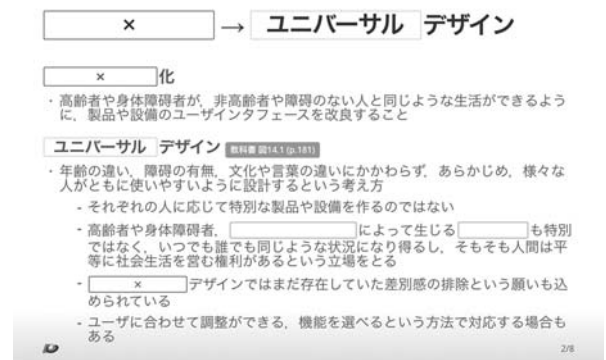 × → ユニバーサル デザイン
× 化
・高齢者や身体障碍者が，非高齢者や障碍のない人と同じような生活ができるよう
に，製品や設備のユーザインタフェースを改良すること
ユニバーサル デザイン 教科書 図14.1 (p.181)
・年齢の違い，障碍の有無，文化や言葉の違いにかかわらず，あらかじめ，様々な
人がともに使いやすいように設計するという考え方
- それぞれの人に応じて特別な製品や設備を作るのではない
- 高齢者や身体障碍者， によって生じる も特別
ではなく，いつでも誰でも同じような状況になり得るし，そもそも人間は平
等に社会生活を営む権利があるという立場をとる
- × デザインではまだ存在していた差別感の排除という願いも込
められている
- ユーザに合わせて調整ができる，機能を選べるという方法で対応する場合も
ある
2/8